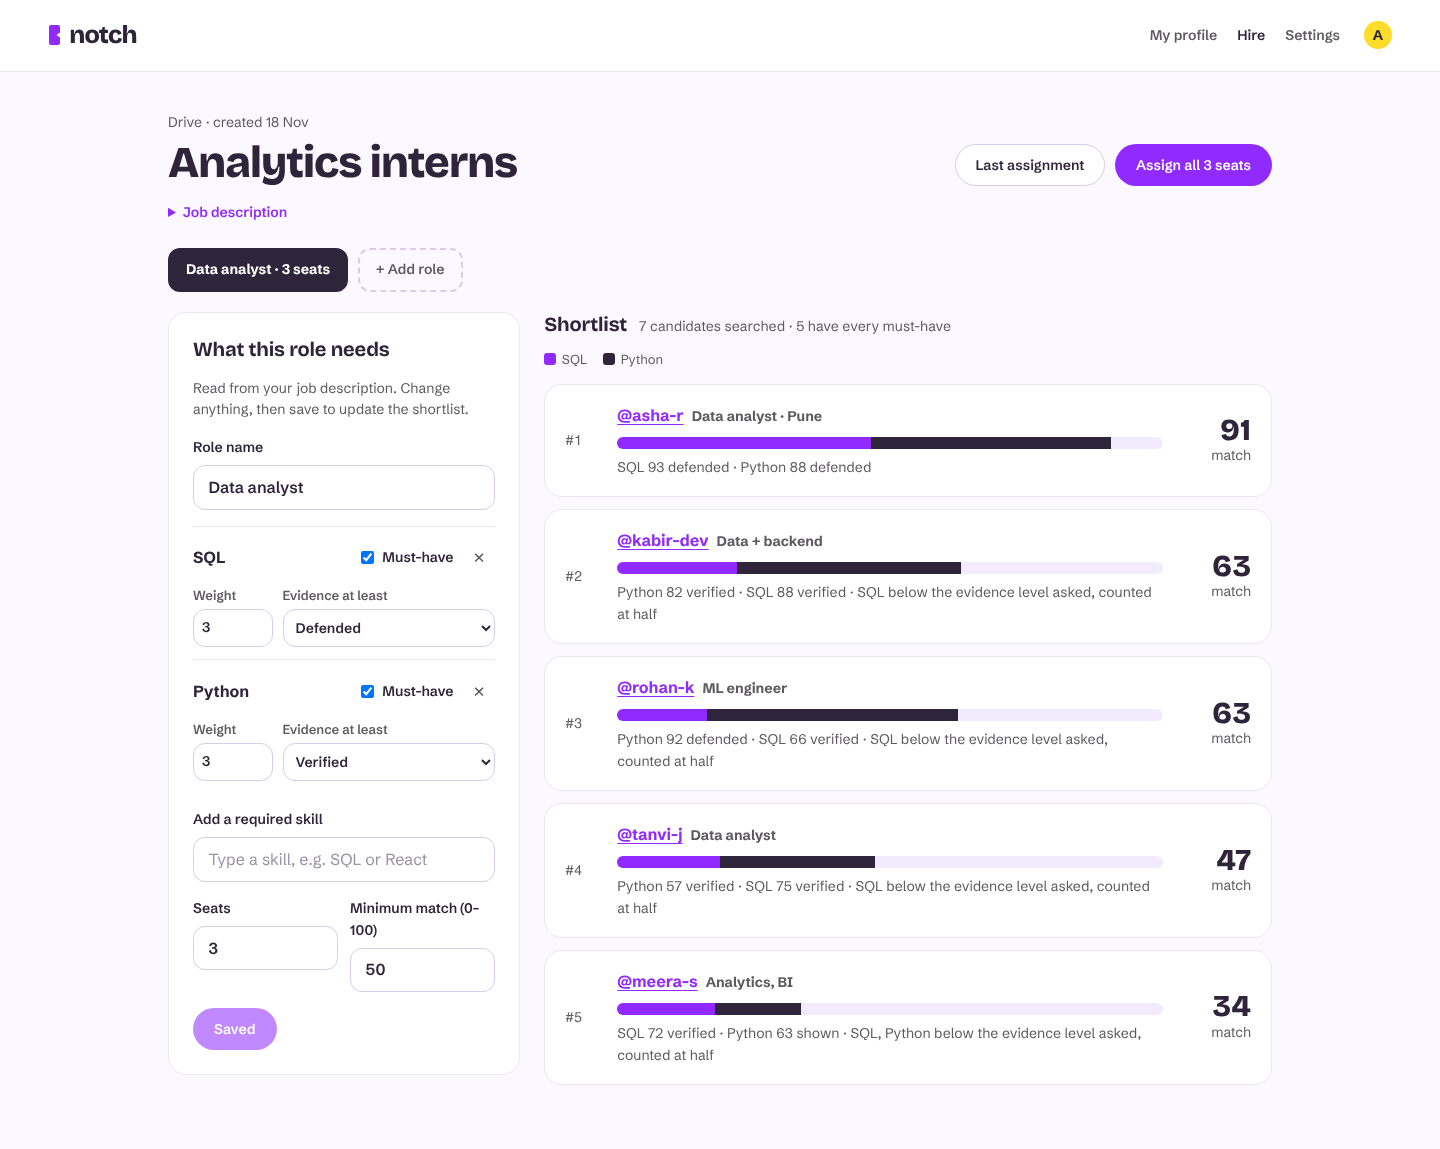 notch
My profile
Hire
Settings
A
Drive · created 18 Nov
Analytics interns
Last assignment
Assign all 3 seats
Job description
Data analyst · 3 seats
+ Add role
What this role needs
Read from your job description. Change
anything, then save to update the shortlist.
Role name
Data analyst
SQL
Must-have
×
Weight
Evidence at least
3
Defended
Python
Must-have
×
Weight
Evidence at least
3
Verified
Add a required skill
Type a skill, e.g. SQL or React
Seats
Minimum match (0–
100)
3
50
Saved
Shortlist
7 candidates searched · 5 have every must-have
SQL
Python
#1
@asha-r Data analyst · Pune
SQL 93 defended · Python 88 defended
91
match
#2
@kabir-dev Data + backend
Python 82 verified · SQL 88 verified · SQL below the evidence level asked, counted
at half
63
match
#3
@rohan-k ML engineer
Python 92 defended · SQL 66 verified · SQL below the evidence level asked,
counted at half
63
match
#4
@tanvi-j Data analyst
Python 57 verified · SQL 75 verified · SQL below the evidence level asked, counted
at half
47
match
#5
@meera-s Analytics, BI
SQL 72 verified · Python 63 shown · SQL, Python below the evidence level asked,
counted at half
34
match